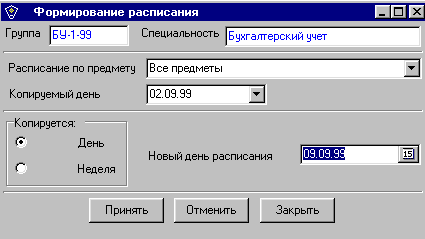 Формирование расписания
Группа БУ-1-99 Специальность Бухгалтерский учет
Расписание по предмету Все предметы
Копируемый день 02.09.99
Копируется:
День
Неделя
Новый день расписания 09.09.99 15
Принять Отменить Закрыть